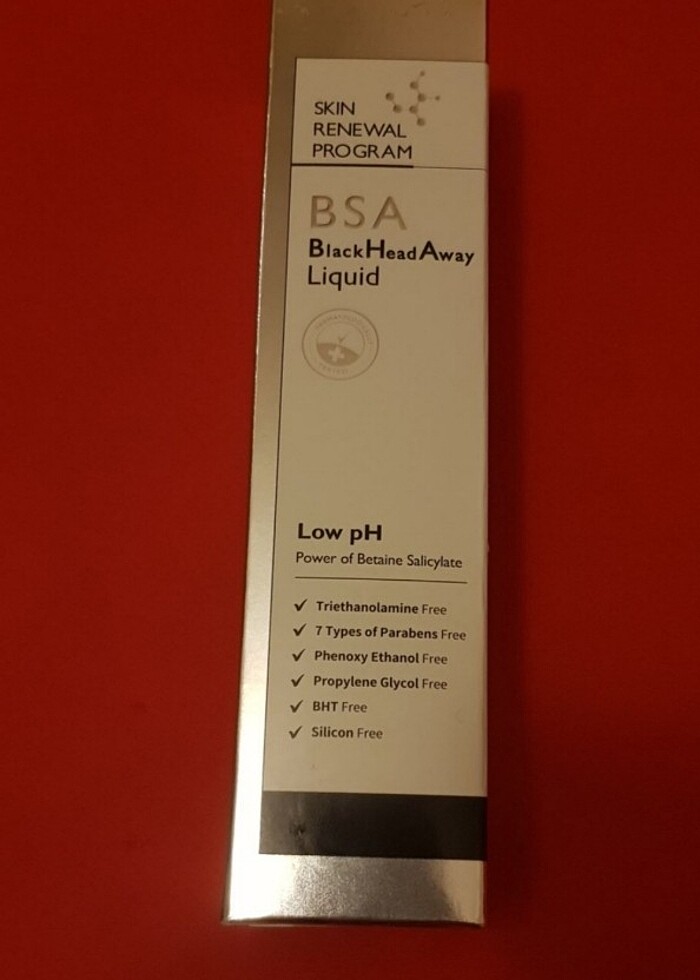 SKIN
RENEWAL
PROGRAM
BSA
BlackHeadAway
Liquid
TESTED
Low pH
Power of Betaine Salicylate
✓ Triethanolamine Free
✓ 7 Types of Parabens Free
✓ Phenoxy Ethanol Free
✓ Propylene Glycol Free
✓ BHT Free
✓ Silicon Free